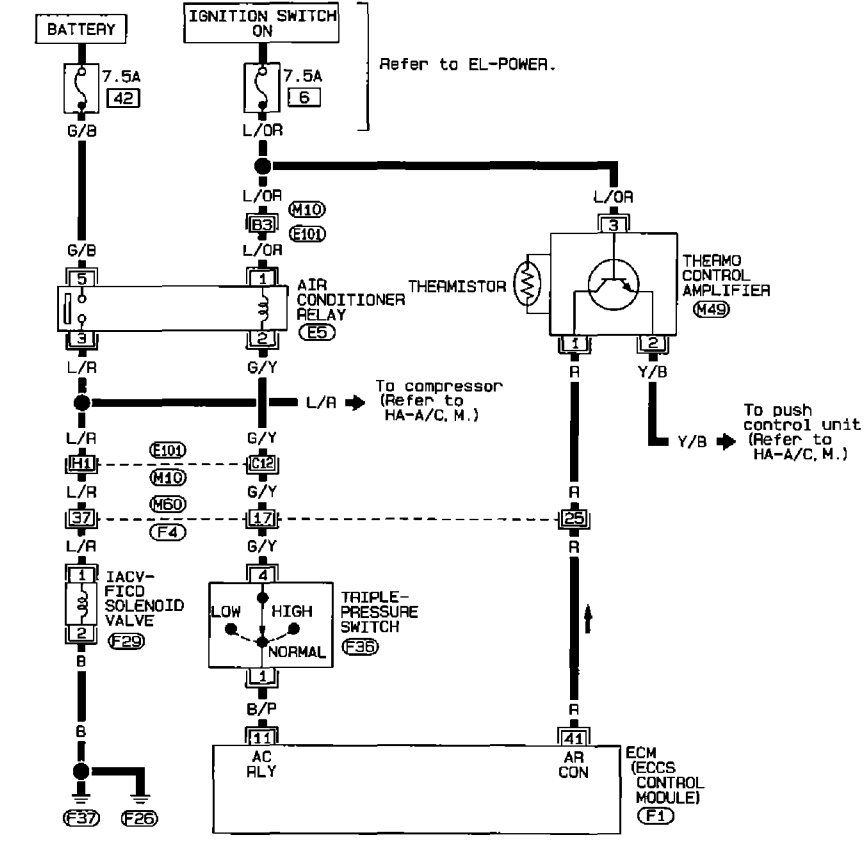 BATTERY
IGNITION SWITCH
ON
7.5A
42
7.5A
6
Refer to EL-POWER.
G/B
L/OR
L/OR
L/OR
B3
M10
E101
G/B
L/OR
3
5
1
AIR
CONDITIONER
RELAY
E5
THERMISTOR
THERMO
CONTROL
AMPLIFIER
M49
3
2
1
2
L/R
G/Y
R
Y/B
L/R
To compressor
(Refer to
HA-A/C, M.)
Y/B
To push
control unit
(Refer to
HA-A/C, M.)
L/R
G/Y
H1
E101
M10
C12
L/R
G/Y
R
37
M60
F4
17
25
L/R
G/Y
R
1
4
IACV-
FICD
SOLENOID
VALVE
F29
2
LOW
HIGH
NORMAL
TRIPLE-
PRESSURE
SWITCH
F36
B
1
B/P
R
B
11
41
AC
RLY
AR
CON
ECM
(ECCS
CONTROL
MODULE)
F1
F37
F26